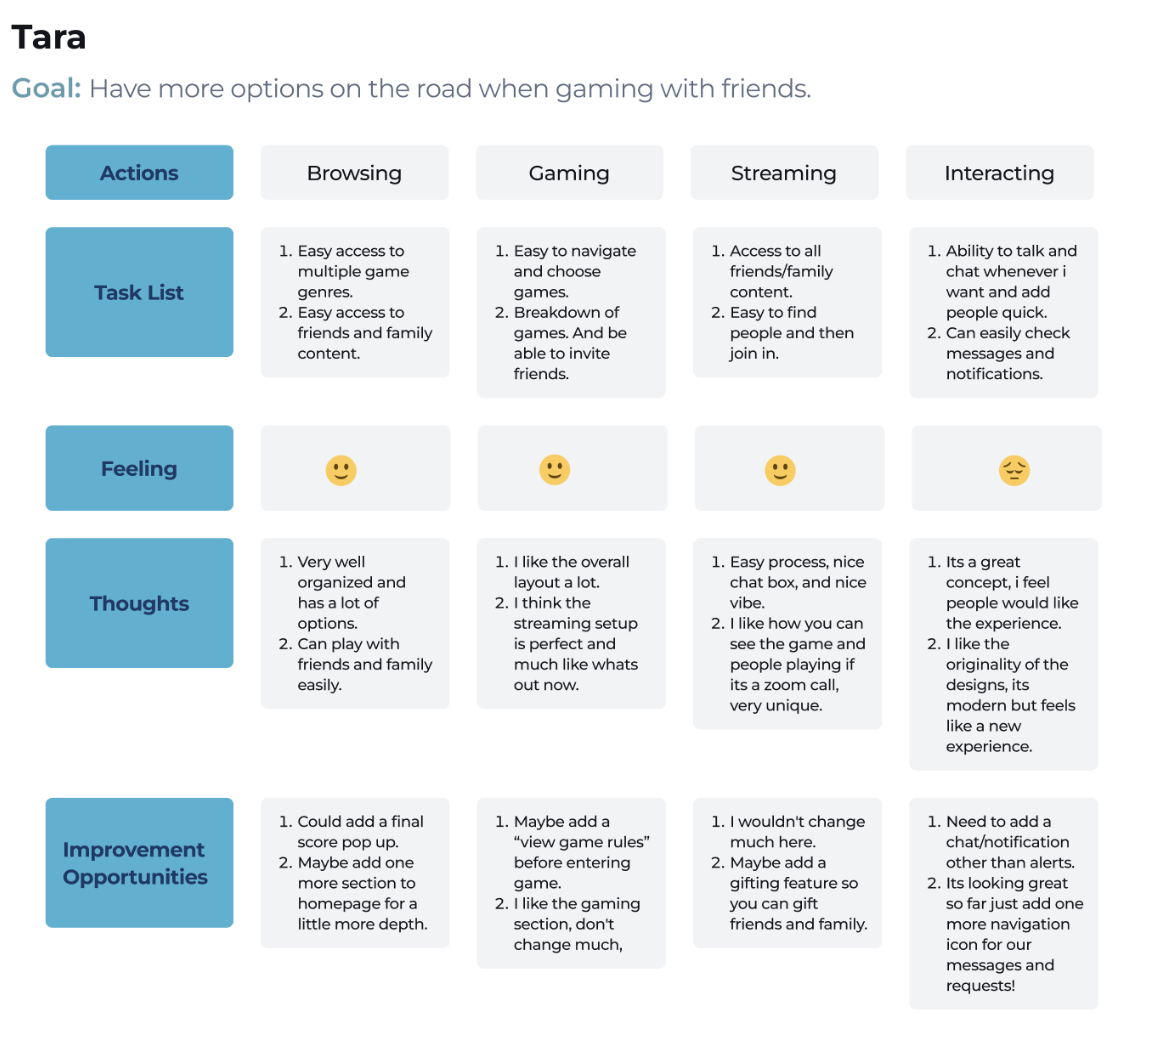 Tara
Goal: Have more options on the road when gaming with friends.
Actions
Browsing
Gaming
Streaming
Interacting
Task List
1. Easy access to
multiple game
genres.
2. Easy access to
friends and family
content.
1. Easy to navigate
and choose
games.
2. Breakdown of
games. And be
able to invite
friends.
1. Access to all
friends/family
content.
2. Easy to find
people and then
join in.
1. Ability to talk and
chat whenever i
want and add
people quick.
2. Can easily check
messages and
notifications.
Feeling
Thoughts
1. Very well
organized and
has a lot of
options.
2. Can play with
friends and family
easily.
1. I like the overall
layout a lot.
2. I think the
streaming setup
is perfect and
much like whats
out now.
1. Easy process, nice
chat box, and nice
vibe.
2. I like how you can
see the game and
people playing if
its a zoom call,
very unique.
1. Its a great
concept, i feel
people would like
the experience.
2. I like the
originality of the
designs, its
modern but feels
like a new
experience.
Improvement
Opportunities
1. Could add a final
score pop up.
2. Maybe add one
more section to
homepage for a
little more depth.
1. Maybe add a
“view game rules”
before entering
game.
2. I like the gaming
section, don't
change much,
1. I wouldn't change
much here.
2. Maybe add a
gifting feature so
you can gift
friends and family.
1. Need to add a
chat/notification
other than alerts.
2. Its looking great
so far just add one
more navigation
icon for our
messages and
requests!